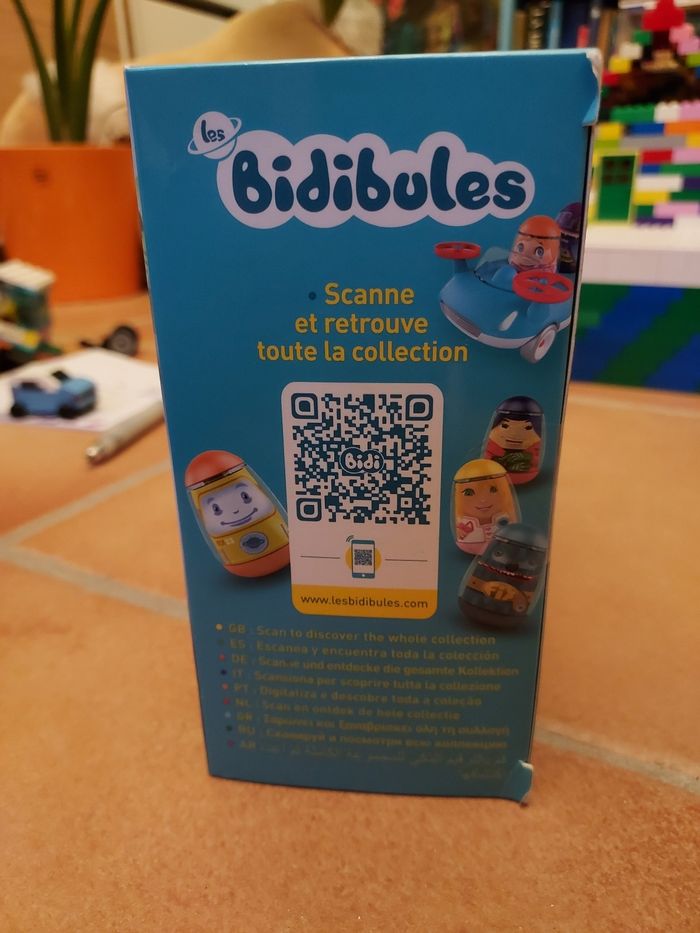 les
Bidibules
• Scanne
et retrouve
toute la collection
bidi
www.lesbidibules.com
• GB : Scan to discover the whole collection
• ES : Escanea y encuentra toda la colección
• DE : Scanne und entdecke die gesamte Kollektion
• IT : Scansiona per scoprire tutta la collezione
• PT : Digitaliza e descobre toda a coleção
• NL : Scan en ontdek de hele collectie
• GR : Σαρώνει και ξαναβρίσκει όλη τη συλλογή
• RU : Сканируй и посмотри всю коллекцию
• AR